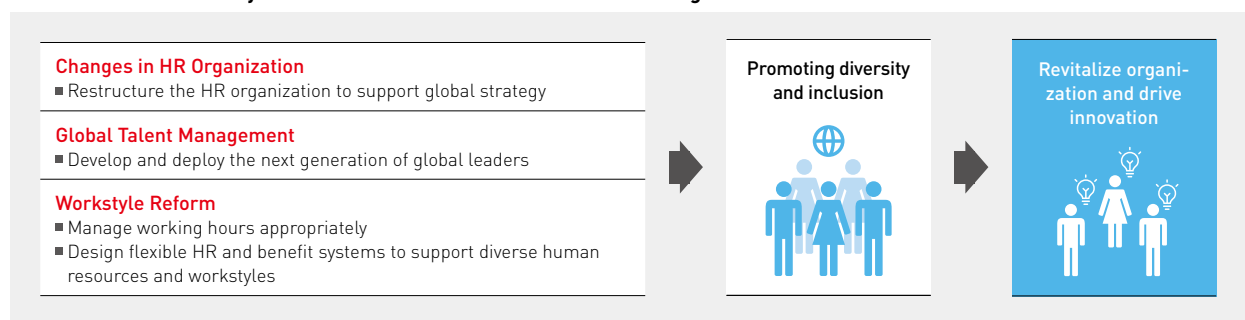 Changes in HR Organization
■ Restructure the HR organization to support global strategy
Global Talent Management
■ Develop and deploy the next generation of global leaders
Workstyle Reform
■ Manage working hours appropriately
■ Design flexible HR and benefit systems to support diverse human
resources and workstyles
Promoting diversity
and inclusion
Revitalize organi-
zation and drive
innovation